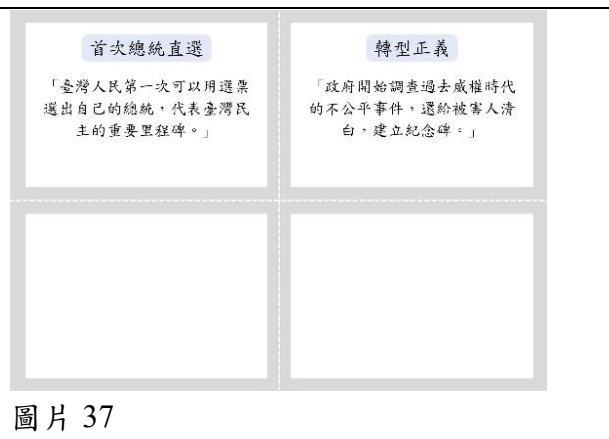 首次總統直選
「臺灣人民第一次可以用選票
選出自己的總統，代表臺灣民
主的重要里程碑。」
轉型正義
「政府開始調查過去威權時代
的不公平事件，還給被害人清
白，建立紀念碑。」
圖片 37